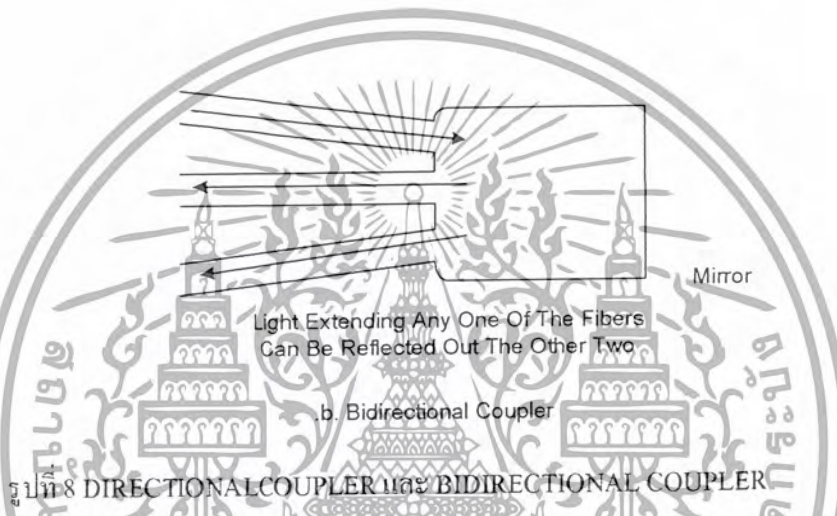 Mirror
Light Extending Any One Of The Fibers
Can Be Reflected Out The Other Two
.b. Bidirectional Coupler
รูปที่ 8 DIRECTIONALCOUPLER และ BIDIRECTIONAL COUPLER